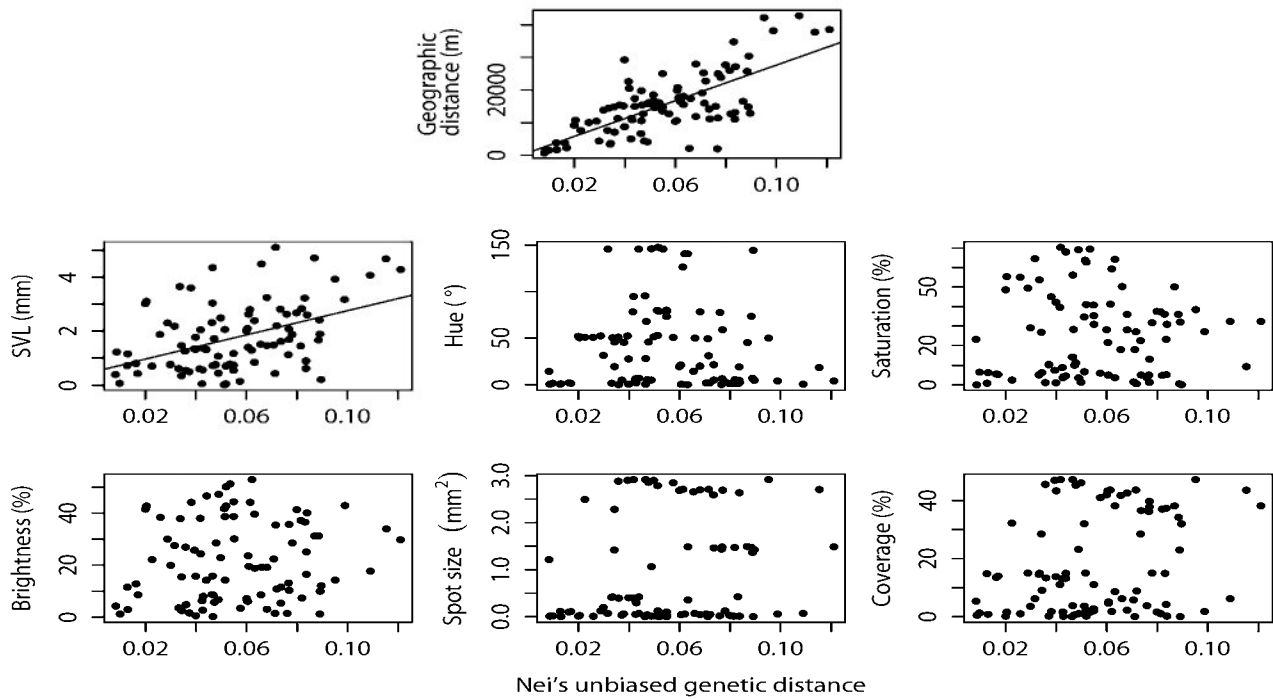 Geographic
distance (m)
0 20000
0.02 0.06 0.10
SVL (mm)
0 2 4
0.02 0.06 0.10
Hue (°)
0 50 150
0.02 0.06 0.10
Saturation (%)
0 20 50
0.02 0.06 0.10
Brightness (%)
0 20 40
0.02 0.06 0.10
Spot size (mm²)
0.0 1.0 2.0 3.0
0.02 0.06 0.10
Coverage (%)
0 20 40
0.02 0.06 0.10
Nei's unbiased genetic distance